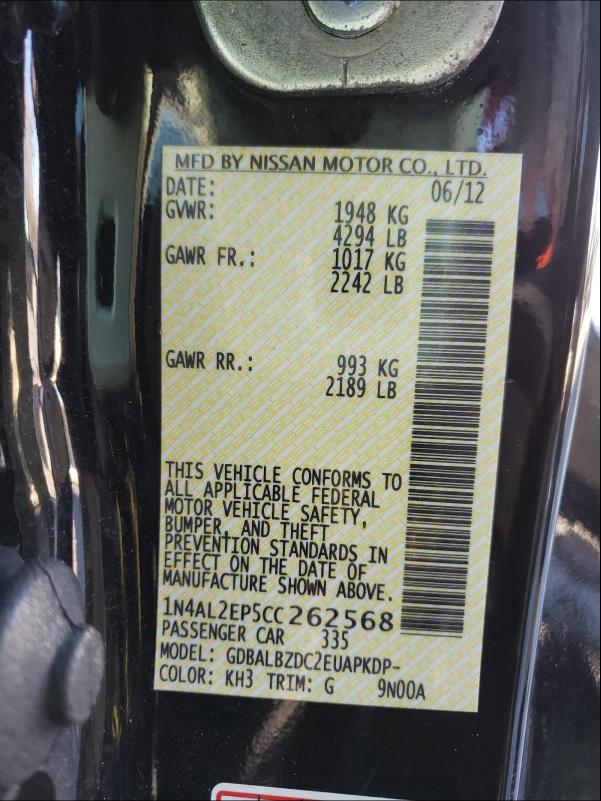 MFD BY NISSAN MOTOR CO., LTD.
DATE: 06/12
GVWR: 1948 KG
4294 LB
GAWR FR.: 1017 KG
2242 LB
GAWR RR.: 993 KG
2189 LB
THIS VEHICLE CONFORMS TO
ALL APPLICABLE FEDERAL
MOTOR VEHICLE SAFETY,
BUMPER, AND THEFT
PREVENTION STANDARDS IN
EFFECT ON THE DATE OF
MANUFACTURE SHOWN ABOVE.
1N4AL2EP5CC262568
PASSENGER CAR 335
MODEL: GDBALBZDC2EUAPKDP-
COLOR: KH3 TRIM: G 9N00A